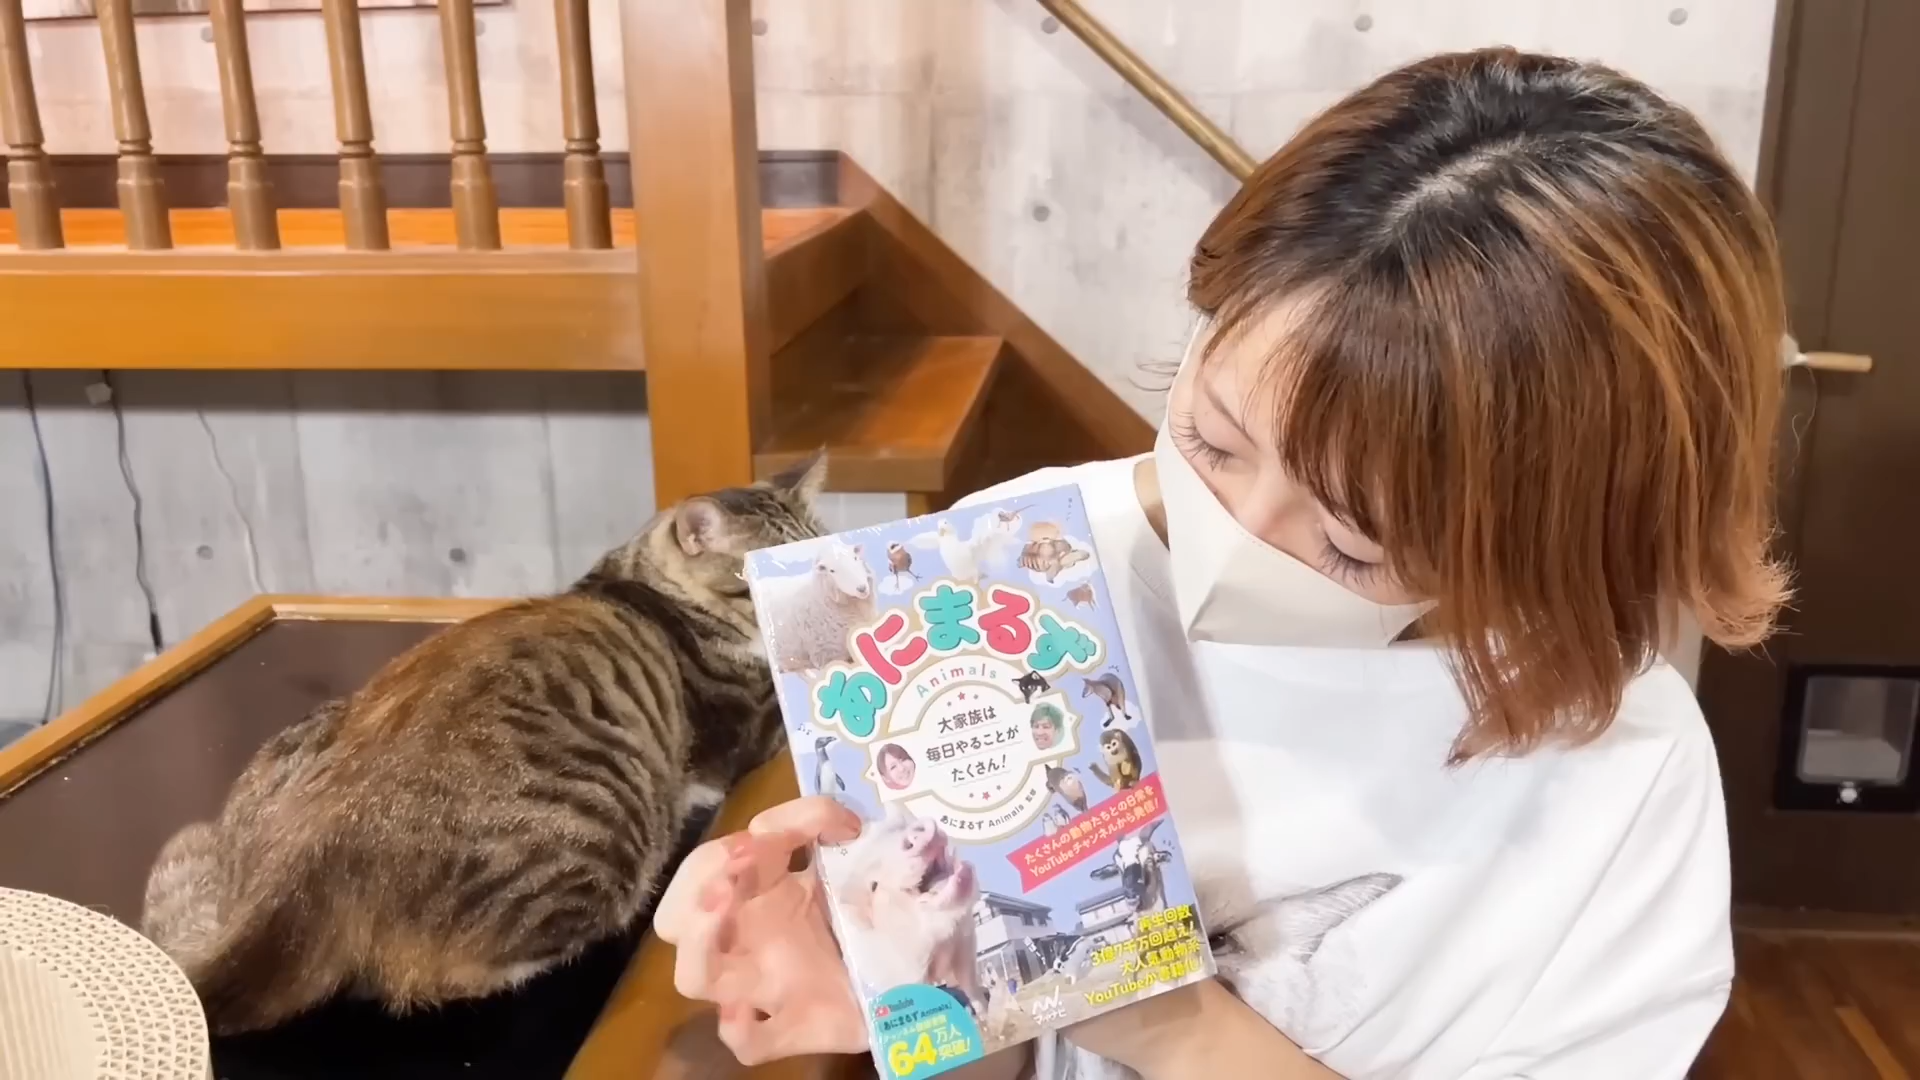 あにまるず
Animals
大家族は
毎日やることが
たくさん!
あにまるず Animals 監修
たくさんの動物たちとの日常を
YouTubeチャンネルから発信!
再生回数
3億7千万回越え!
大人気動物系
YouTubeが書籍化!
YouTube
「あにまるず Animals」
チャンネル登録者数
64万人
突破!
マイナビ